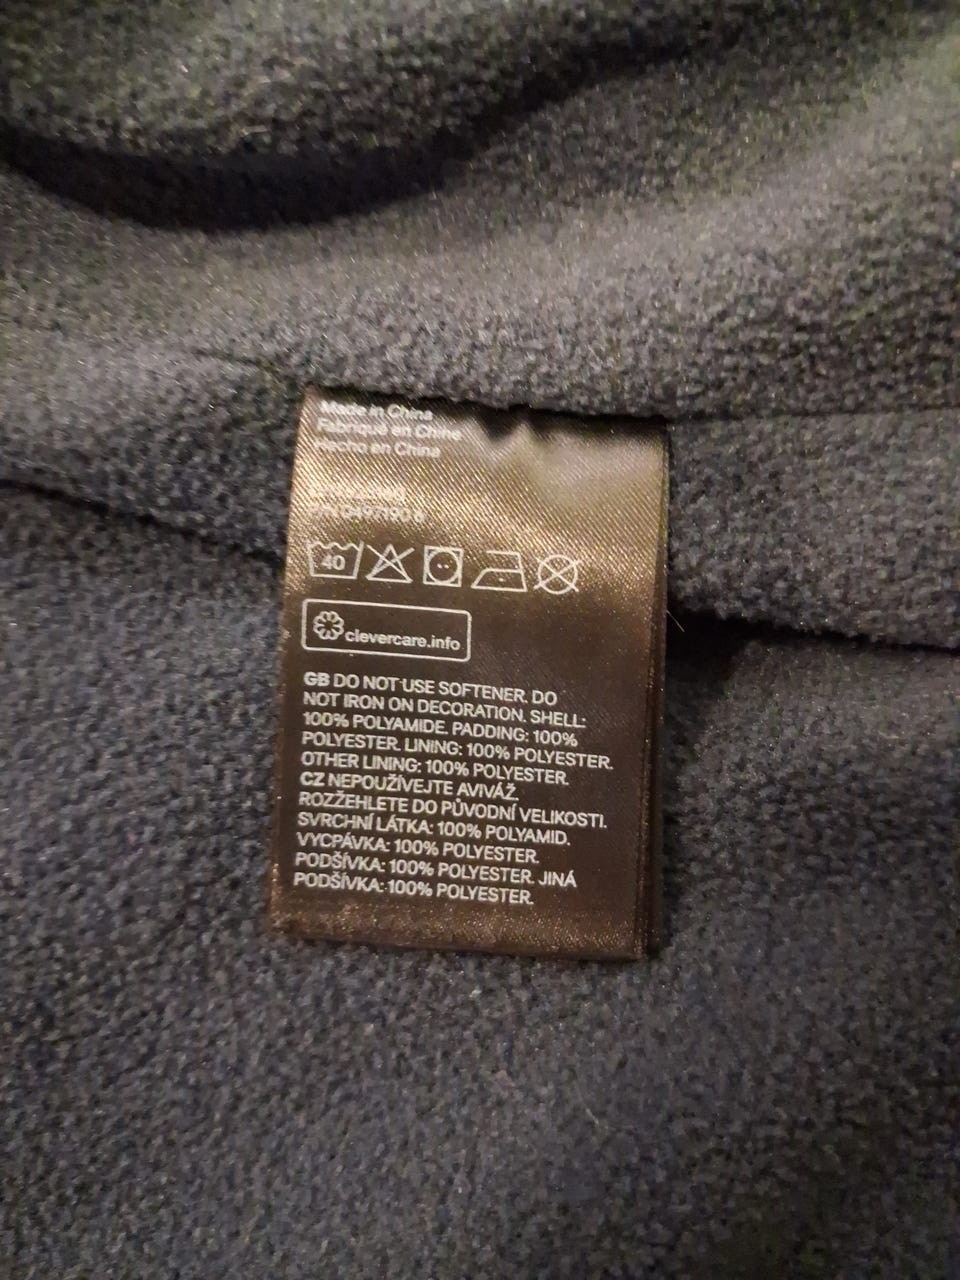 Made in China
Fabriqué en Chine
Hecho en China
40
clevercare.info
GB DO NOT USE SOFTENER. DO
NOT IRON ON DECORATION. SHELL:
100% POLYAMIDE. PADDING: 100%
POLYESTER. LINING: 100% POLYESTER.
OTHER LINING: 100% POLYESTER.
CZ NEPOUŽÍVEJTE AVIVÁŽ.
ROZŽEHLETE DO PŮVODNÍ VELIKOSTI.
SVRCHNÍ LÁTKA: 100% POLYAMID.
VYCPÁVKA: 100% POLYESTER.
PODŠÍVKA: 100% POLYESTER. JINÁ
PODŠÍVKA: 100% POLYESTER.